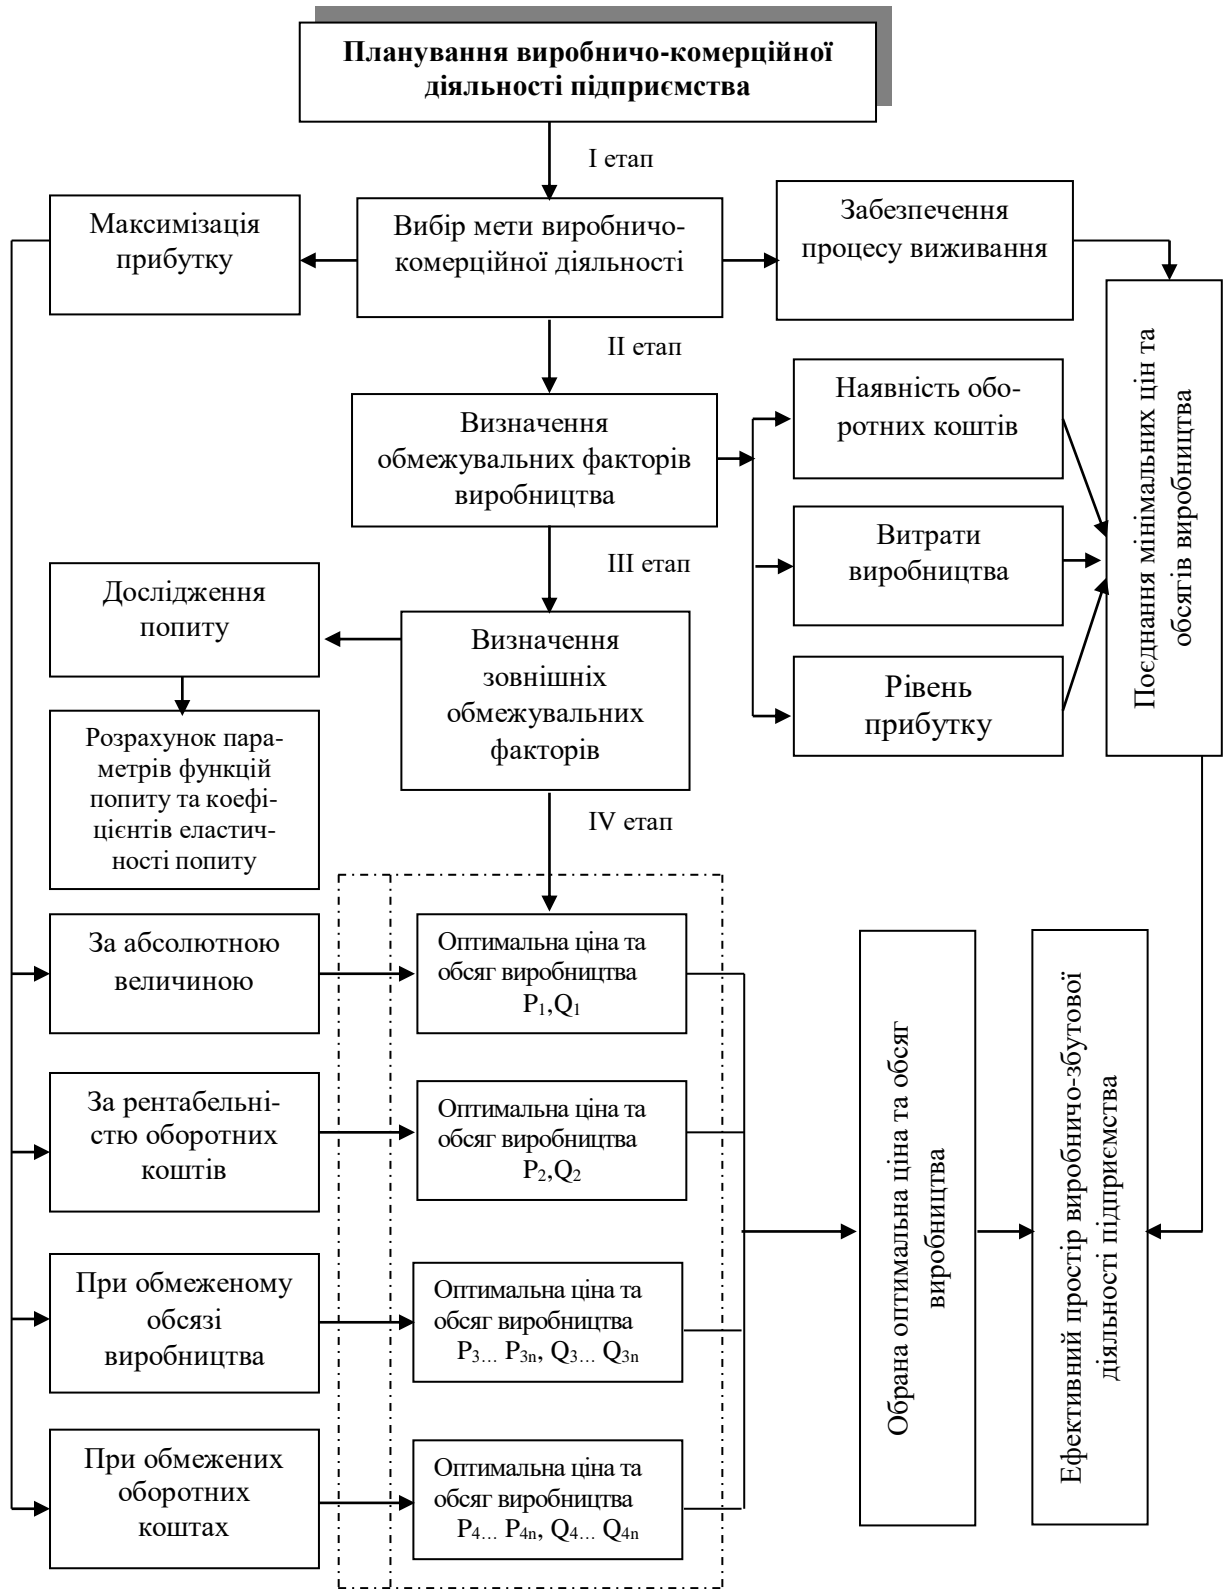 Планування виробничо-комерційної
діяльності підприємства
І етап
Максимізація
прибутку
Вибір мети виробничо-
комерційної діяльності
Забезпечення
процесу виживання
ІІ етап
Поєднання мінімальних цін та
обсягів виробництва
Визначення
обмежувальних факторів
виробництва
Наявність обо-
ротних коштів
Витрати
виробництва
Рівень
прибутку
ІІІ етап
Дослідження
попиту
Визначення
зовнішніх
обмежувальних
факторів
Розрахунок пара-
метрів функцій
попиту та коефі-
цієнтів еластич-
ності попиту
IV етап
За абсолютною
величиною
Оптимальна ціна та
обсяг виробництва
P₁,Q₁
За рентабельні-
стю оборотних
коштів
Оптимальна ціна та
обсяг виробництва
P₂,Q₂
При обмеженому
обсязі
виробництва
Оптимальна ціна та
обсяг виробництва
P₃… P₃ₙ, Q₃… Q₃ₙ
При обмежених
оборотних
коштах
Оптимальна ціна та
обсяг виробництва
P₄… P₄ₙ, Q₄… Q₄ₙ
Обрана оптимальна ціна та обсяг
виробництва
Ефективний простір виробничо-збутової
діяльності підприємства